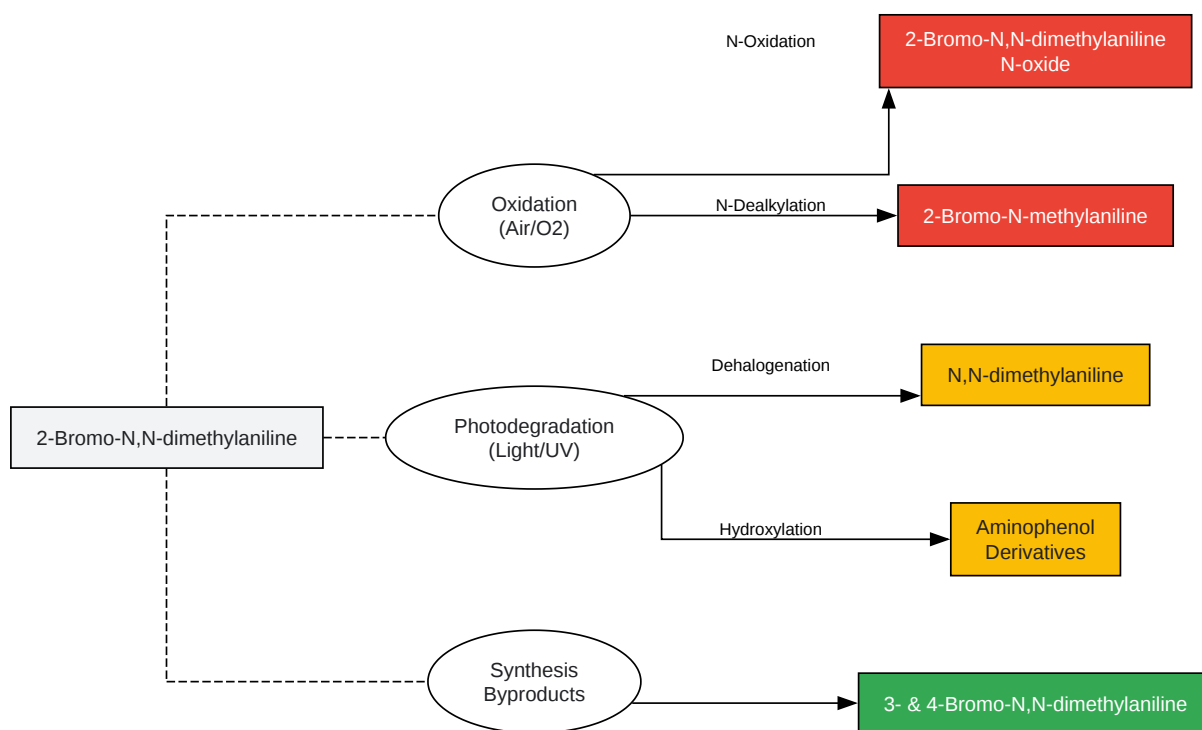 N-Oxidation
2-Bromo-N,N-dimethylaniline
N-oxide
Oxidation
(Air/O2)
N-Dealkylation
2-Bromo-N-methylaniline
Dehalogenation
N,N-dimethylaniline
2-Bromo-N,N-dimethylaniline
Photodegradation
(Light/UV)
Hydroxylation
Aminophenol
Derivatives
Synthesis
Byproducts
3- & 4-Bromo-N,N-dimethylaniline